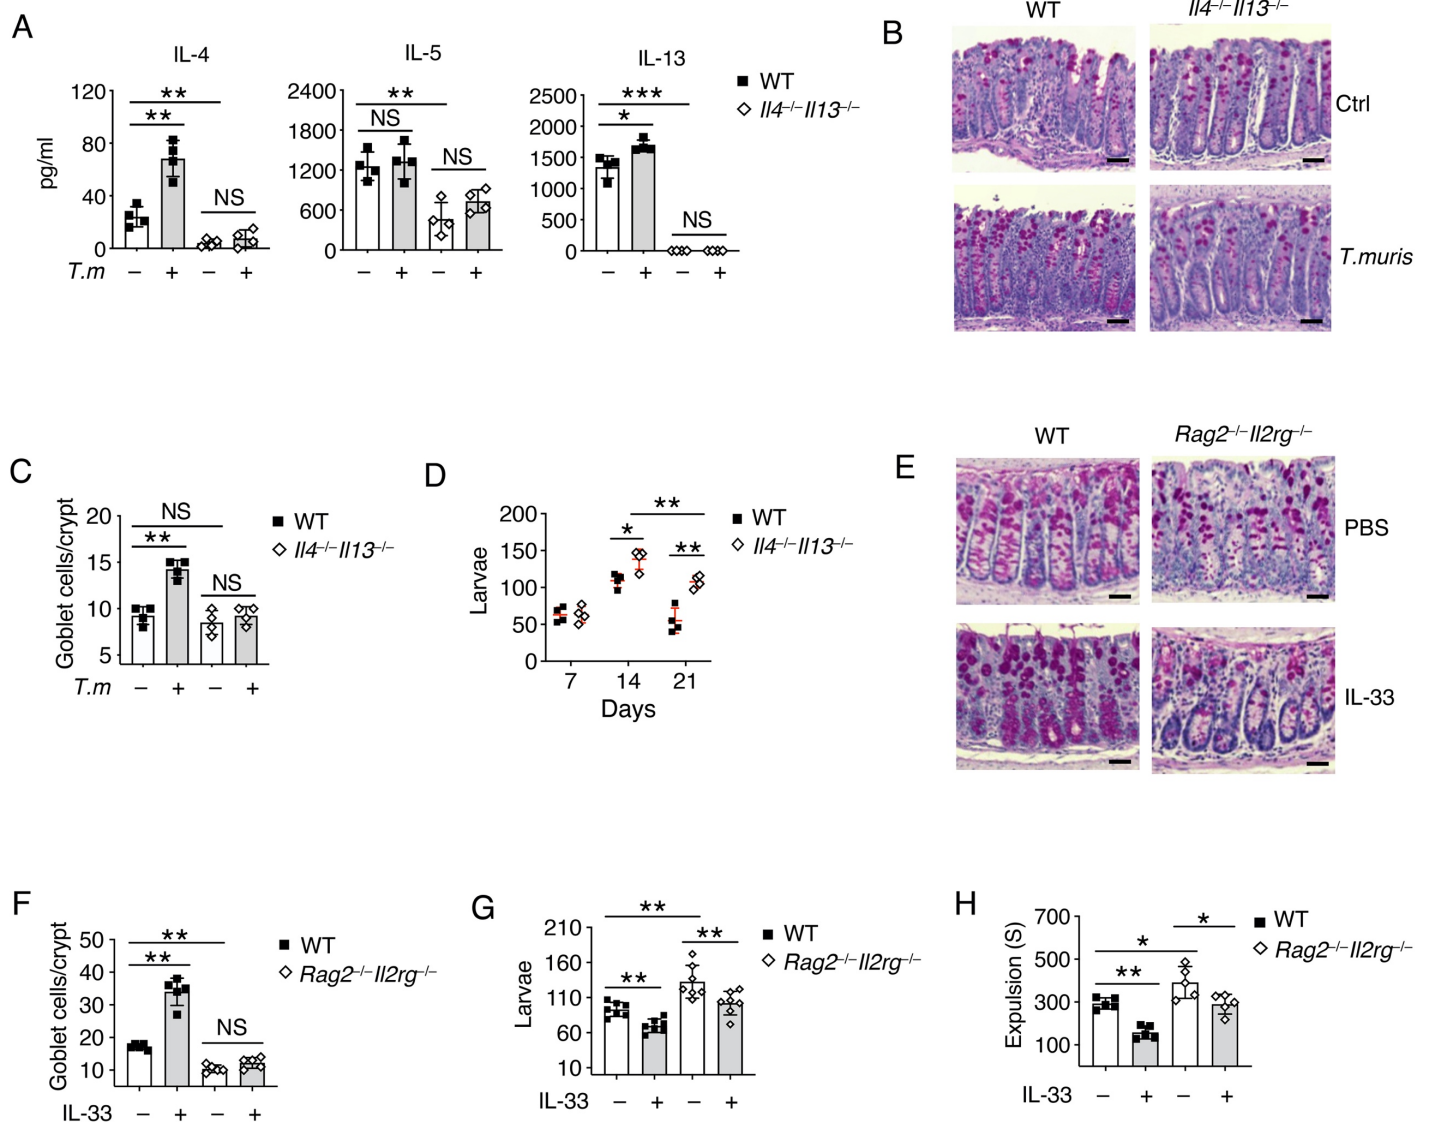 A
IL-4
IL-5
IL-13
■ WT
◇ Il4–/–Il13–/–
pg/ml
120
80
40
0
**
**
NS
T.m – + – +
2400
1800
1200
600
0
**
NS
NS
– + – +
2500
2000
1500
1000
500
0
***
*
NS
– + – +
B
WT
Il4–/–Il13–/–
Ctrl
T.muris
C
Goblet cells/crypt
20
15
10
5
NS
**
NS
T.m – + – +
WT
Il4–/–Il13–/–
D
Larvae
200
150
100
50
0
**
*
**
7 14 21
Days
WT
Il4–/–Il13–/–
E
WT
Rag2–/–Il2rg–/–
PBS
IL-33
F
Goblet cells/crypt
50
40
30
20
10
**
**
NS
IL-33 – + – +
WT
Rag2–/–Il2rg–/–
G
Larvae
210
160
110
60
10
**
**
**
IL-33 – + – +
WT
Rag2–/–Il2rg–/–
H
Expulsion (S)
700
500
300
100
*
*
**
IL-33 – + – +
WT
Rag2–/–Il2rg–/–